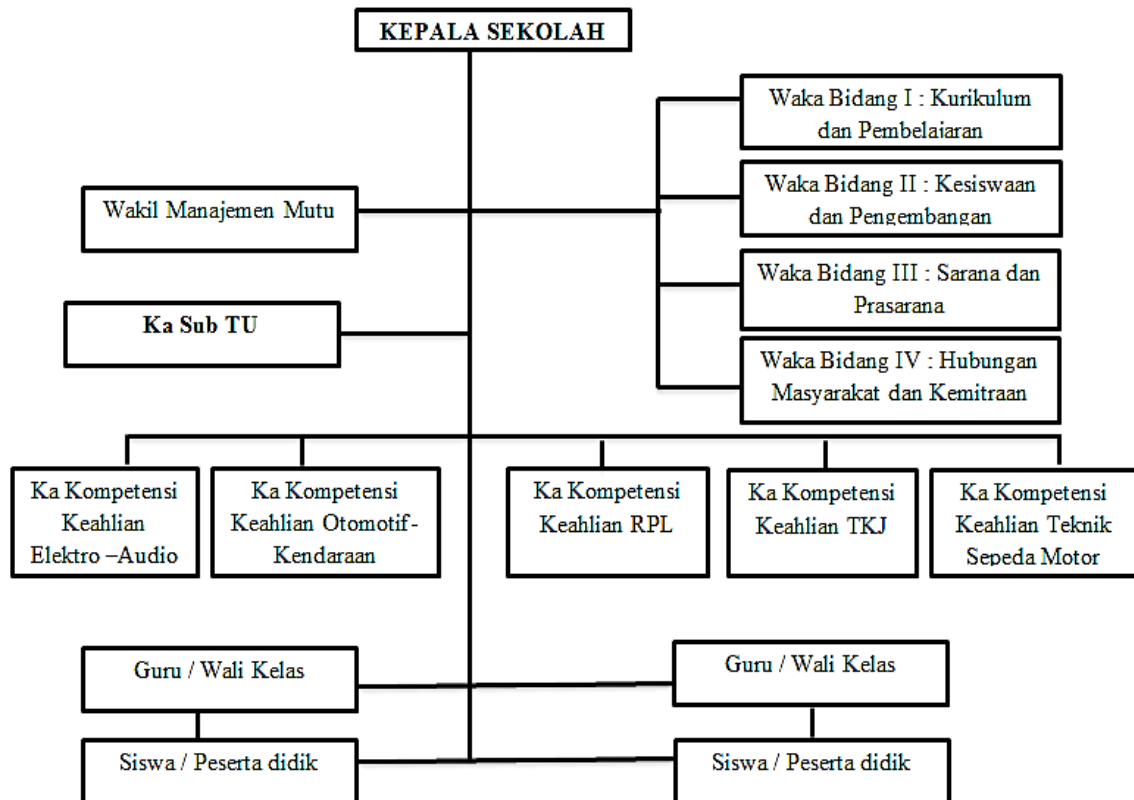 KEPALA SEKOLAH
Waka Bidang I : Kurikulum
dan Pembelajaran
Wakil Manajemen Mutu
Waka Bidang II : Kesiswaan
dan Pengembangan
Waka Bidang III : Sarana dan
Prasarana
Ka Sub TU
Waka Bidang IV : Hubungan
Masyarakat dan Kemitraan
Ka Kompetensi
Keahlian
Elektro –Audio
Ka Kompetensi
Keahlian Otomotif-
Kendaraan
Ka Kompetensi
Keahlian RPL
Ka Kompetensi
Keahlian TKJ
Ka Kompetensi
Keahlian Teknik
Sepeda Motor
Guru / Wali Kelas
Guru / Wali Kelas
Siswa / Peserta didik
Siswa / Peserta didik